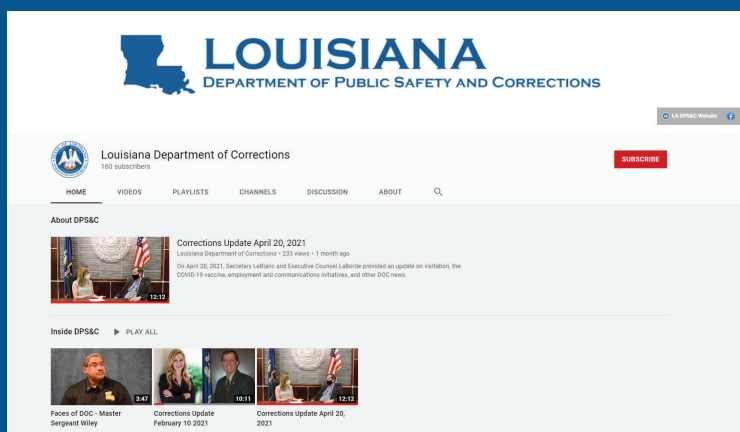 LOUISIANA
DEPARTMENT OF PUBLIC SAFETY AND CORRECTIONS
LA DPS&C Website
Louisiana Department of Corrections
160 subscribers
SUBSCRIBE
HOME VIDEOS PLAYLISTS CHANNELS DISCUSSION ABOUT
About DPS&C
Corrections Update April 20, 2021
Louisiana Department of Corrections • 233 views • 1 month ago
On April 20, 2021, Secretary LeBlanc and Executive Counsel LaBorde provided an update on visitation, the
COVID-19 vaccine, employment and communications initiatives, and other DOC news.
12:12
Inside DPS&C PLAY ALL
3:47 10:11 12:12
Faces of DOC - Master
Sergeant Wiley
Corrections Update
February 10 2021
Corrections Update April 20,
2021